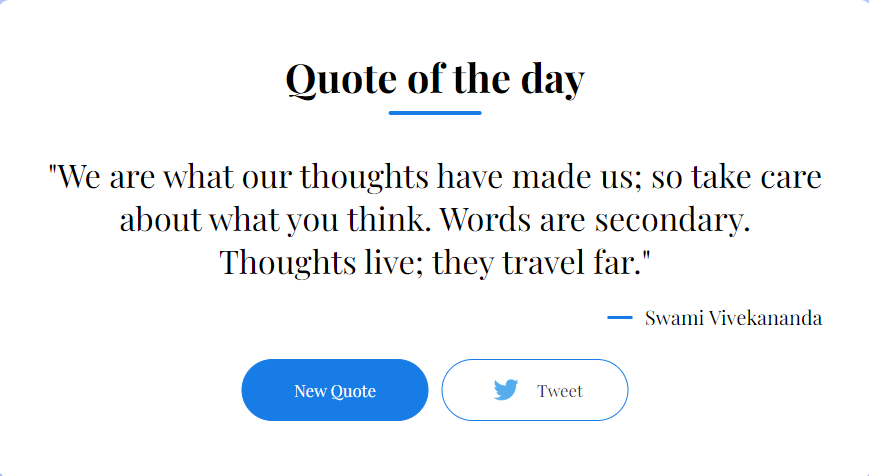 Quote of the day
"We are what our thoughts have made us; so take care
about what you think. Words are secondary.
Thoughts live; they travel far."
Swami Vivekananda
New Quote
Tweet